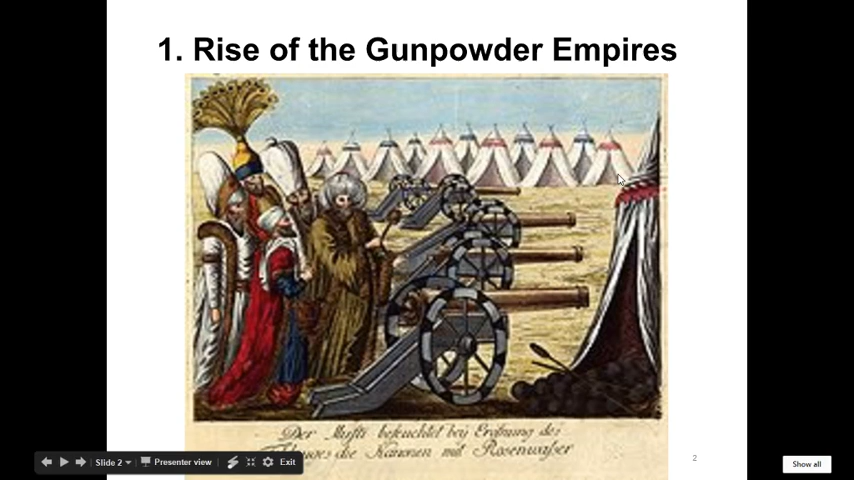 1. Rise of the Gunpowder Empires
Der Mufti befeuchtet bey Erofnung des
die Kanonen mit Rosenwasser
2
Slide 2
Presenter view
Exit
Show all